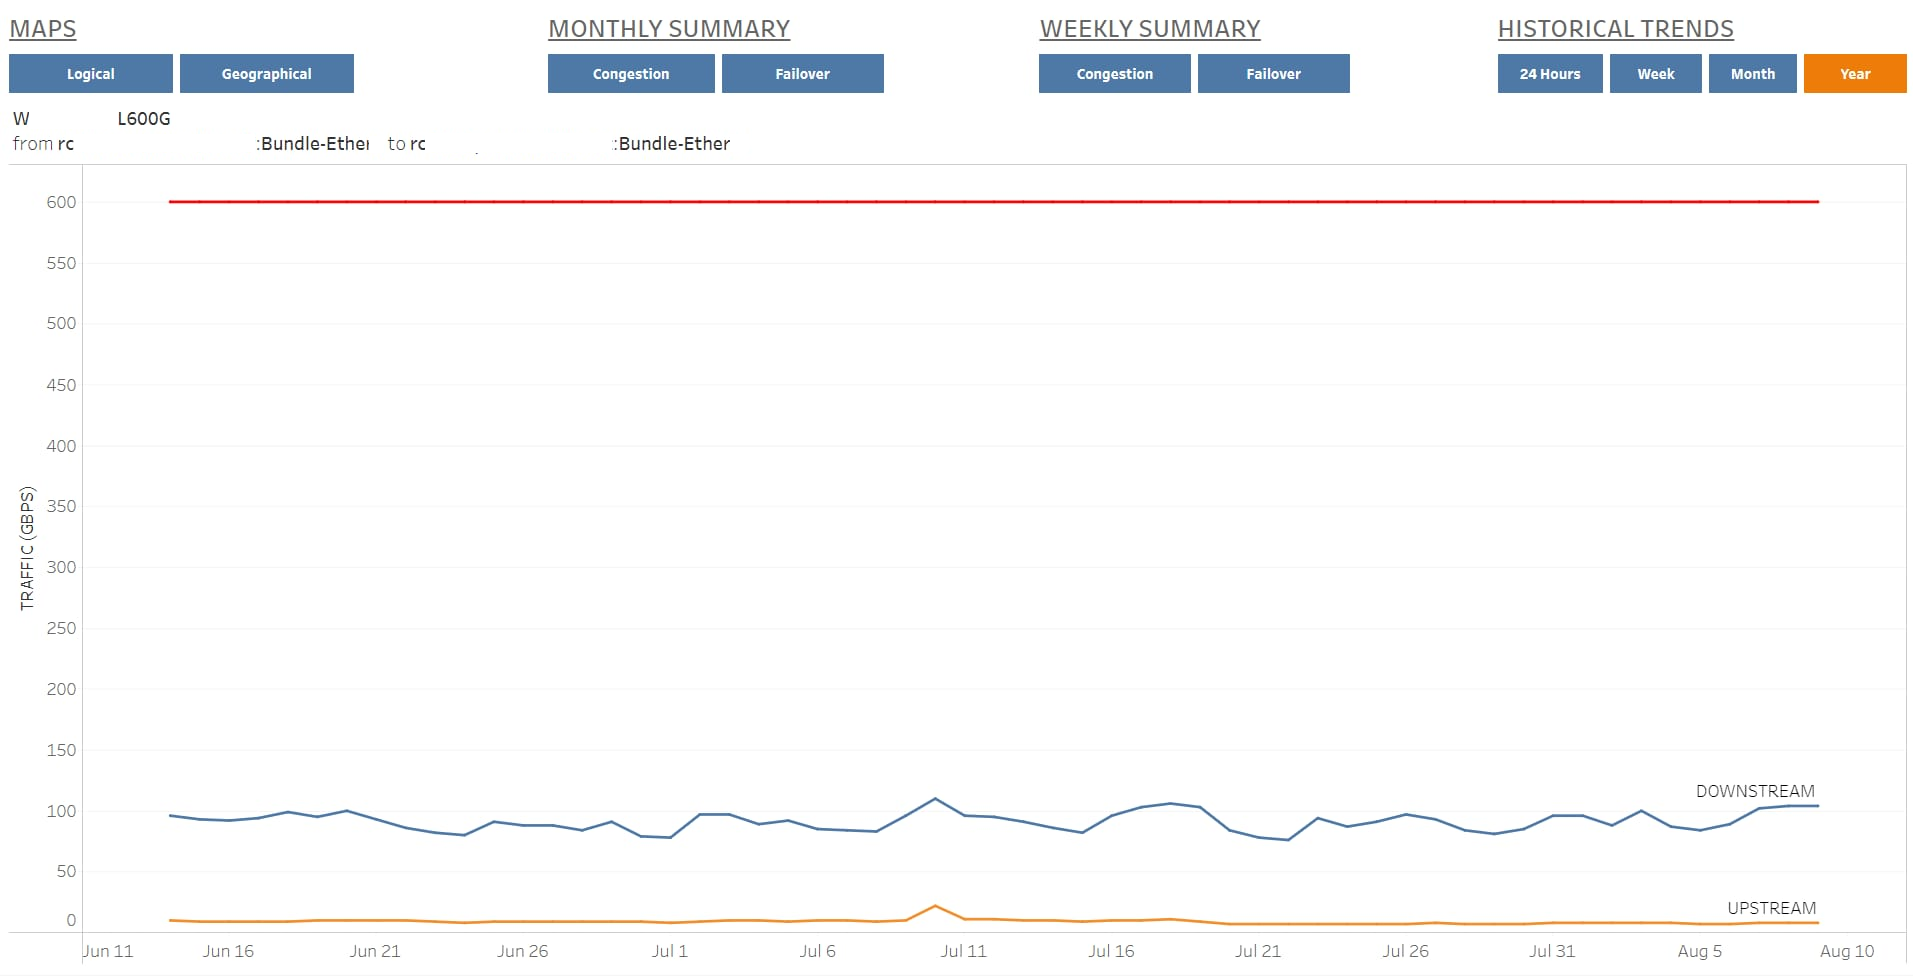 MAPS
MONTHLY SUMMARY
WEEKLY SUMMARY
HISTORICAL TRENDS
Logical
Geographical
Congestion
Failover
Congestion
Failover
24 Hours
Week
Month
Year
W L600G
from rc :Bundle-Ether to rc :Bundle-Ether
TRAFFIC (GBPS)
600
550
500
450
400
350
300
250
200
150
100
50
0
DOWNSTREAM
UPSTREAM
Jun 11
Jun 16
Jun 21
Jun 26
Jul 1
Jul 6
Jul 11
Jul 16
Jul 21
Jul 26
Jul 31
Aug 5
Aug 10